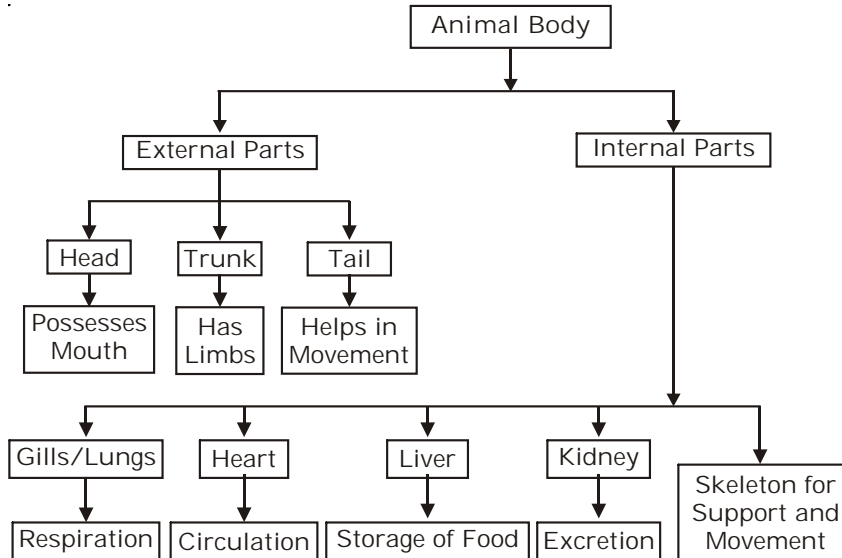 Animal Body
External Parts
Internal Parts
Head
Trunk
Tail
Possesses
Mouth
Has
Limbs
Helps in
Movement
Gills/Lungs
Heart
Liver
Kidney
Skeleton for
Support and
Movement
Respiration
Circulation
Storage of Food
Excretion